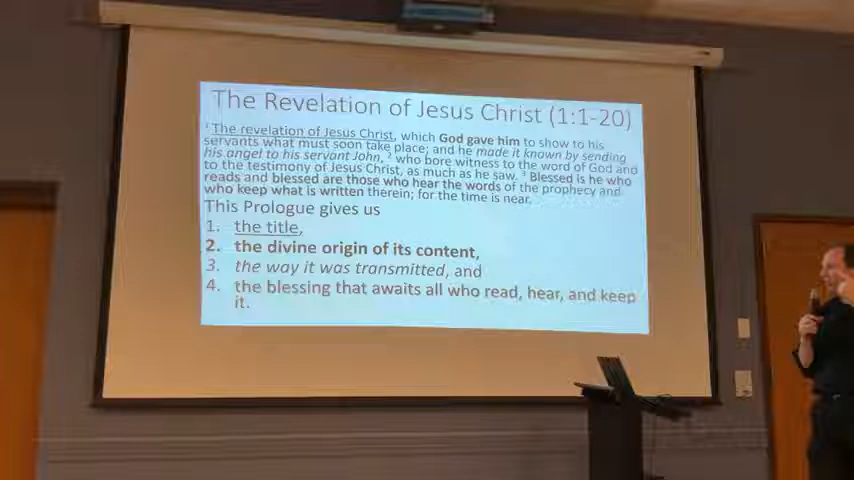 The Revelation of Jesus Christ (1:1-20)
1 The revelation of Jesus Christ, which God gave him to show to his
servants what must soon take place; and he made it known by sending
his angel to his servant John, 2 who bore witness to the word of God and
to the testimony of Jesus Christ, as much as he saw. 3 Blessed is he who
reads and blessed are those who hear the words of the prophecy and
who keep what is written therein; for the time is near.
This Prologue gives us
1. the title,
2. the divine origin of its content,
3. the way it was transmitted, and
4. the blessing that awaits all who read, hear, and keep
it.